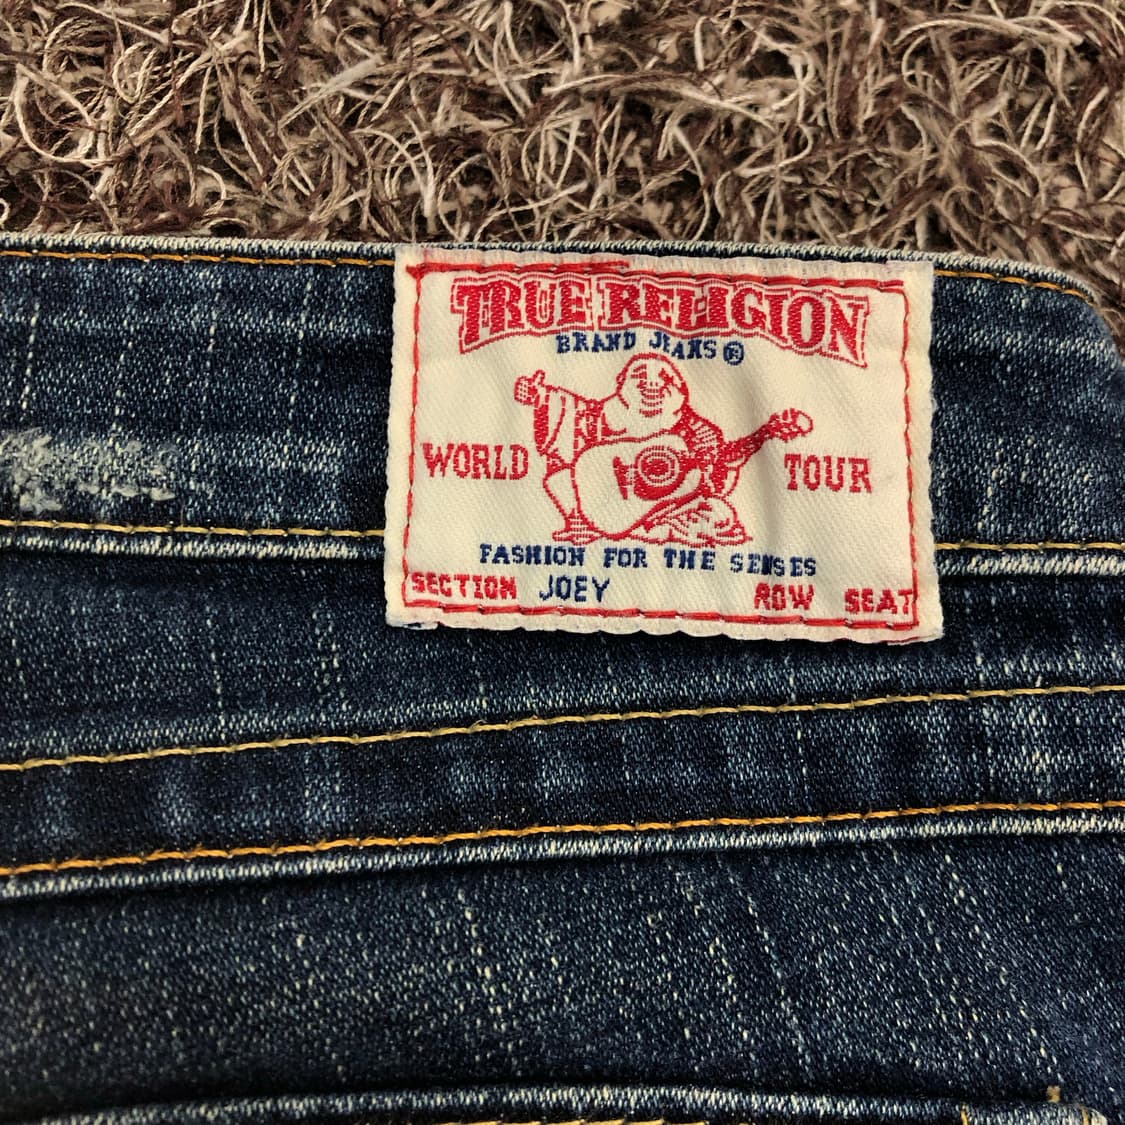 TRUE RELIGION
BRAND JEANS ®
WORLD TOUR
FASHION FOR THE SENSES
SECTION JOEY ROW SEAT